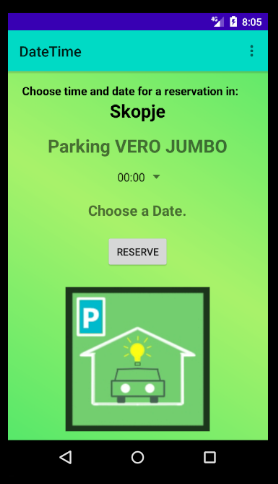 4G 8:05
DateTime
Choose time and date for a reservation in:
Skopje
Parking VERO JUMBO
00:00
Choose a Date.
RESERVE
P